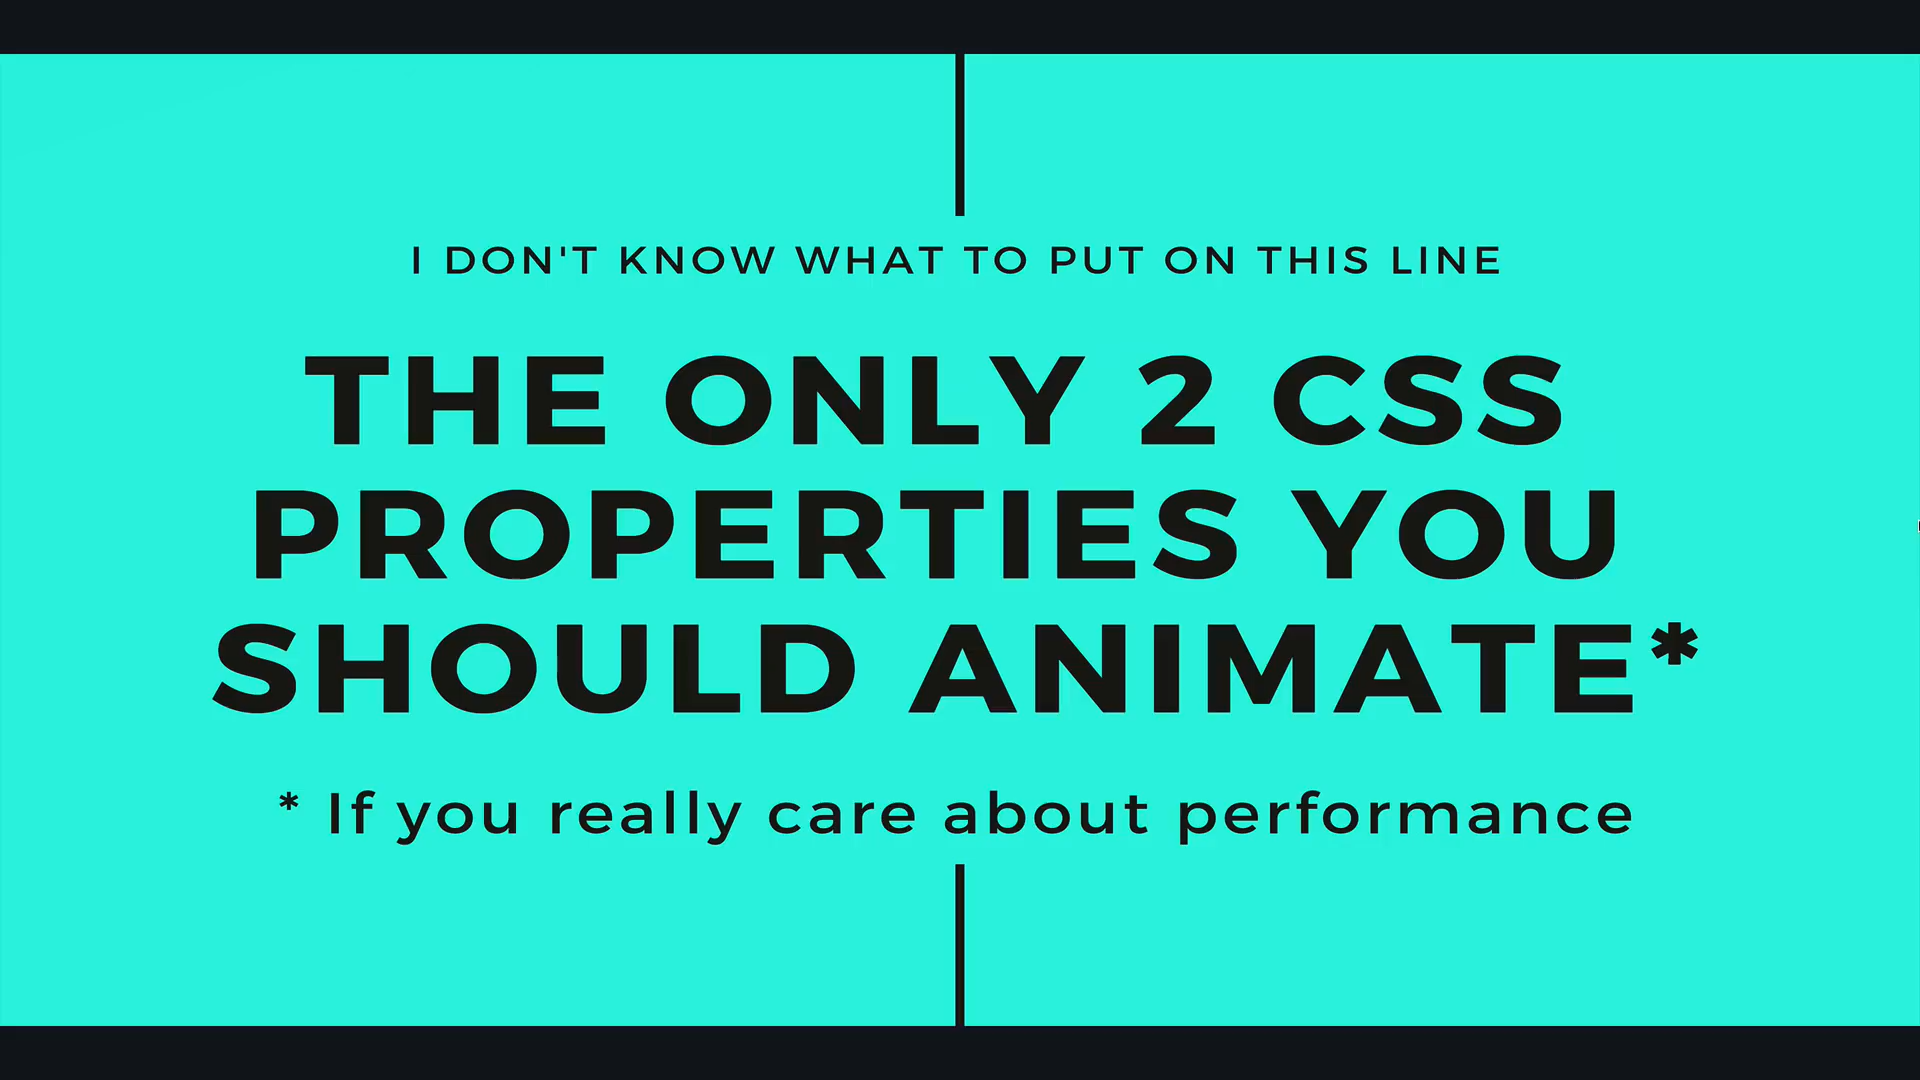 I DON'T KNOW WHAT TO PUT ON THIS LINE
THE ONLY 2 CSS
PROPERTIES YOU
SHOULD ANIMATE*
* If you really care about performance